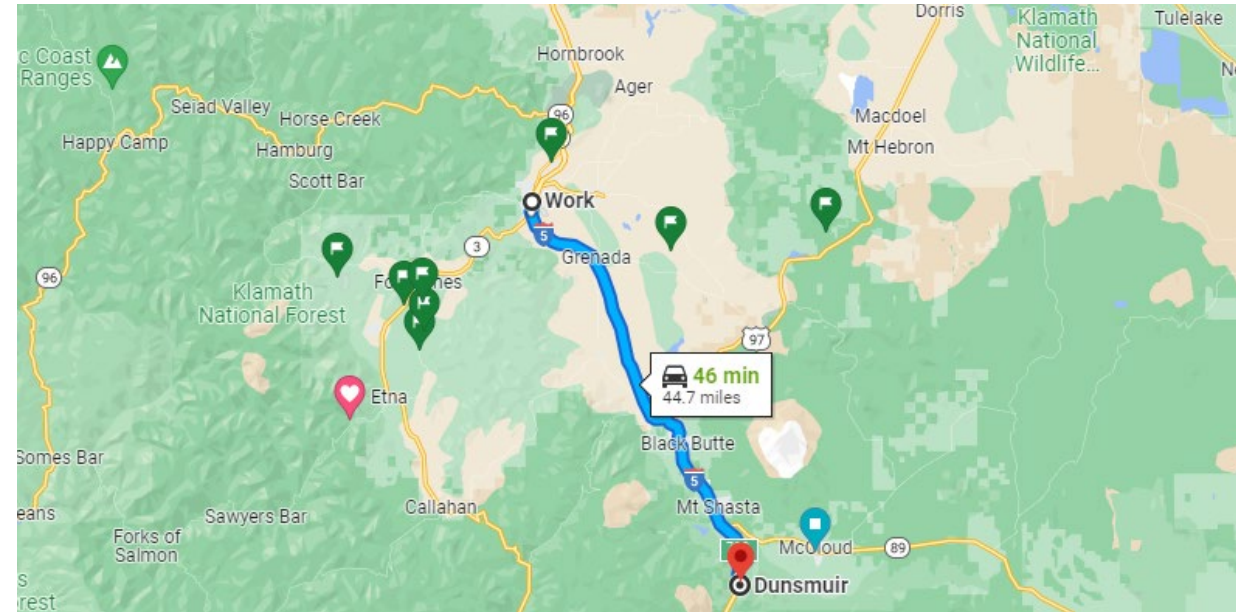 Dorris
Klamath
National
Wildlife...
Tulelake
c Coast
Ranges
Hornbrook
Ager
Seiad Valley
Horse Creek
96
Macdoel
Happy Camp
Hamburg
Mt Hebron
Scott Bar
Work
5
3
Grenada
96
Klamath
National Forest
97
46 min
44.7 miles
Etna
Black Butte
Somes Bar
5
Callahan
Mt Shasta
eans
Sawyers Bar
Forks of
Salmon
McCloud
89
Dunsmuir
s
rest